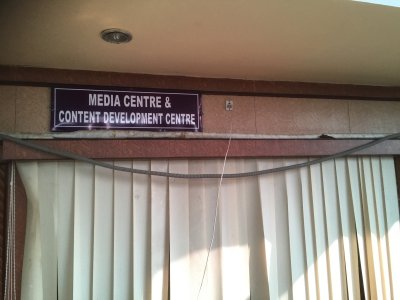 MEDIA CENTRE &
CONTENT DEVELOPMENT CENTRE